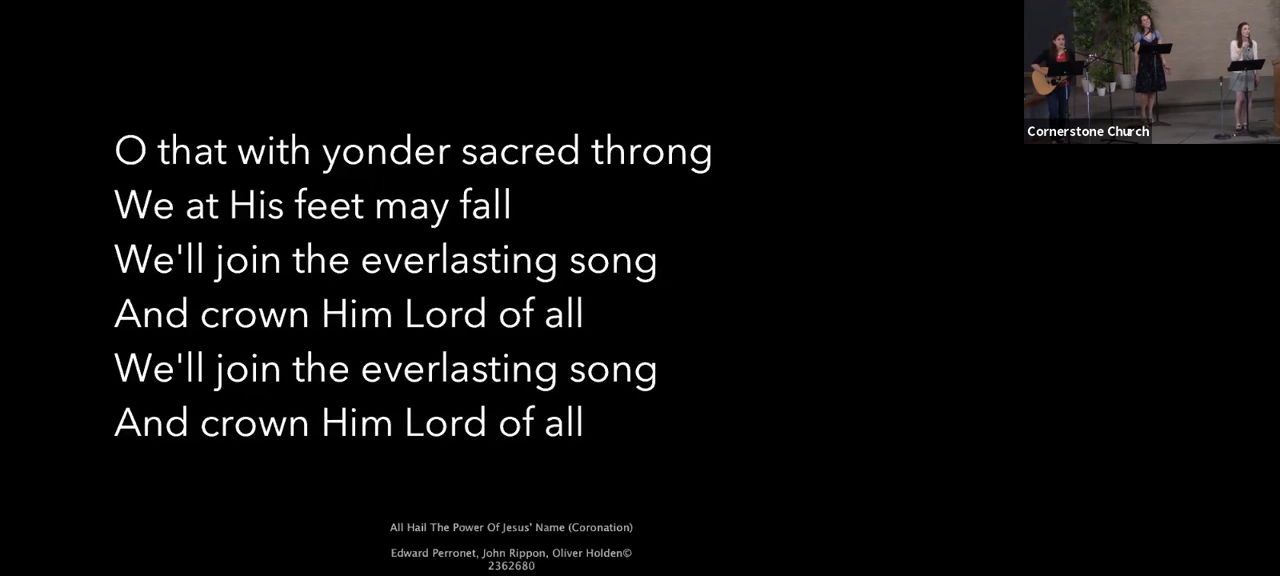 O that with yonder sacred throng
We at His feet may fall
We'll join the everlasting song
And crown Him Lord of all
We'll join the everlasting song
And crown Him Lord of all
Cornerstone Church
All Hail The Power Of Jesus' Name (Coronation)
Edward Perronet, John Rippon, Oliver Holden©
2362680